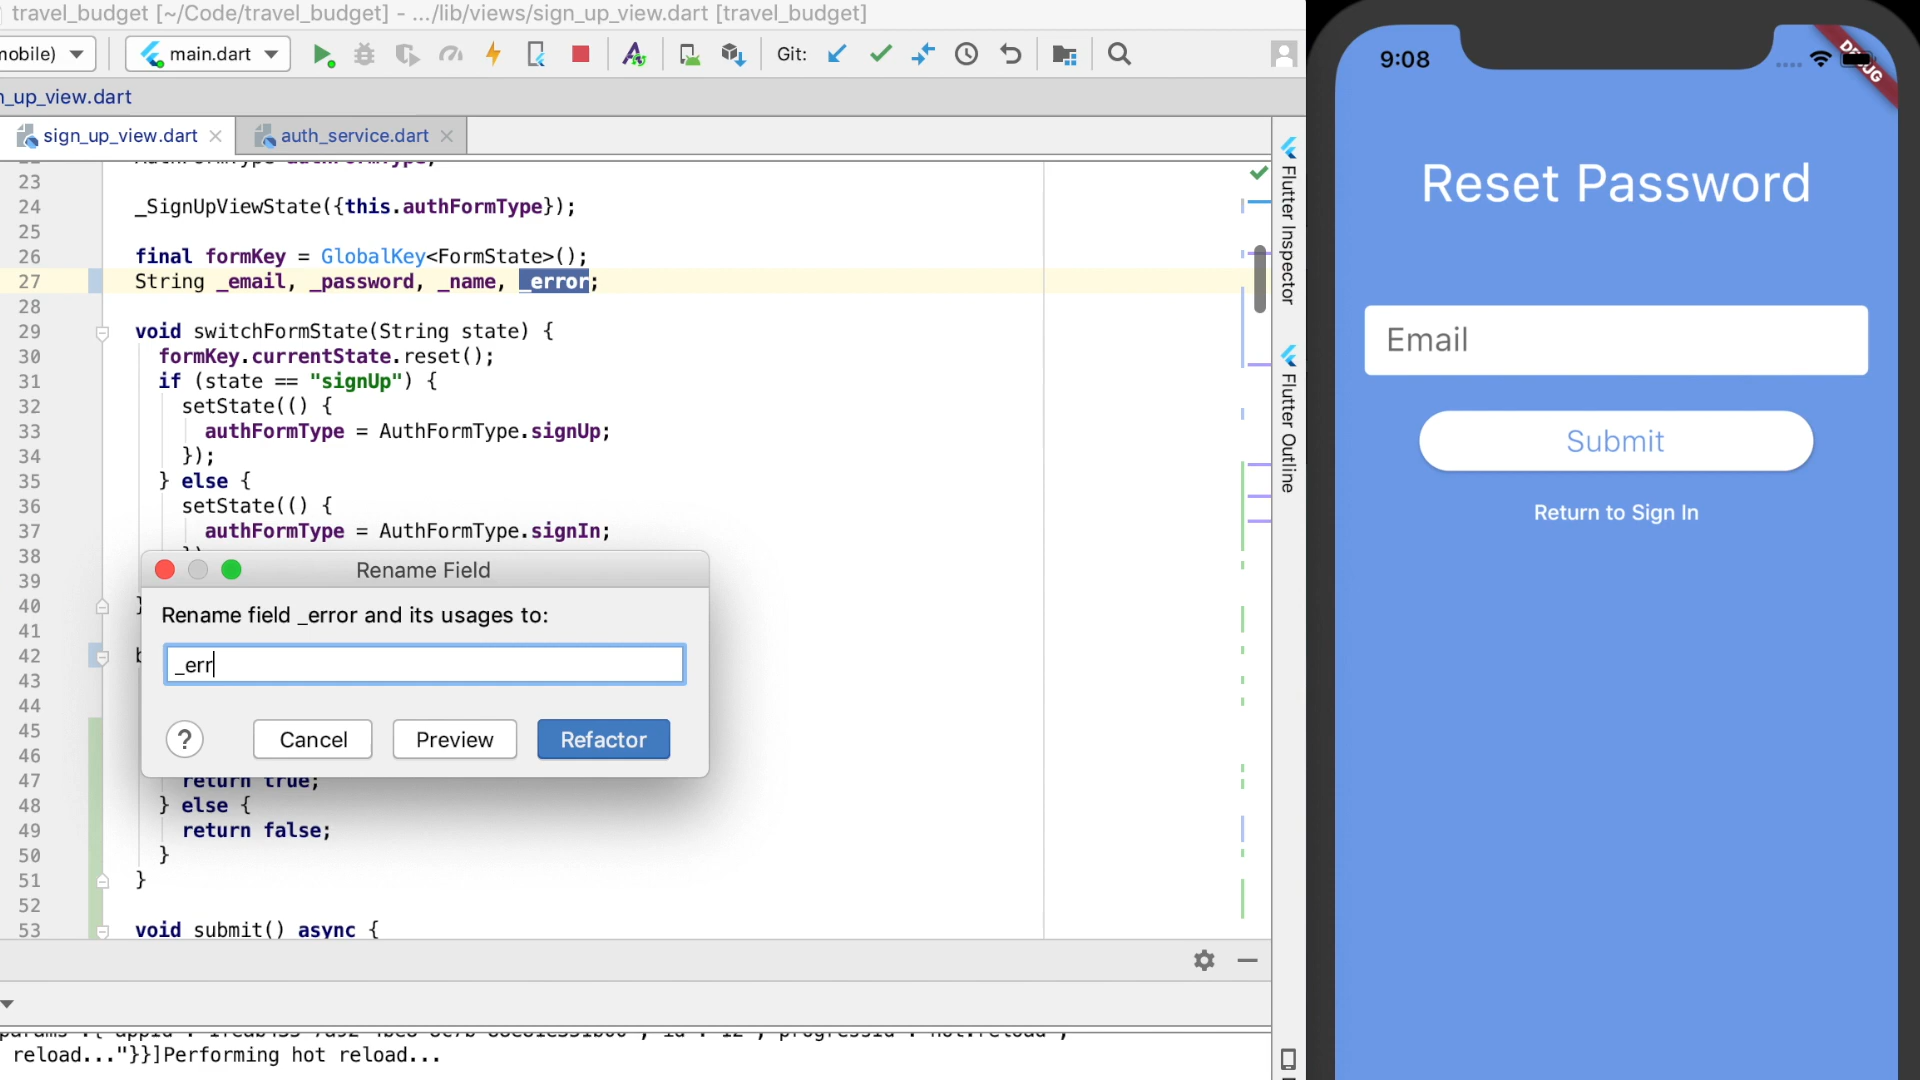 travel_budget [~/Code/travel_budget] - .../lib/views/sign_up_view.dart [travel_budget]
mobile) main.dart Git:
_up_view.dart
sign_up_view.dart auth_service.dart
23
24 _SignUpViewState({this.authFormType});
25
26 final formKey = GlobalKey<FormState>();
27 String _email, _password, _name, _error;
28
29 void switchFormState(String state) {
30 formKey.currentState.reset();
31 if (state == "signUp") {
32 setState(() {
33 authFormType = AuthFormType.signUp;
34 });
35 } else {
36 setState(() {
37 authFormType = AuthFormType.signIn;
38
39
40 }
41
42
43
44
45
46
47 return true;
48 } else {
49 return false;
50 }
51 }
52
53 void submit() async {
Rename Field
Rename field _error and its usages to:
_err
? Cancel Preview Refactor
reload..."}}]Performing hot reload...
Flutter Inspector
Flutter Outline
9:08
DEBUG
Reset Password
Email
Submit
Return to Sign In